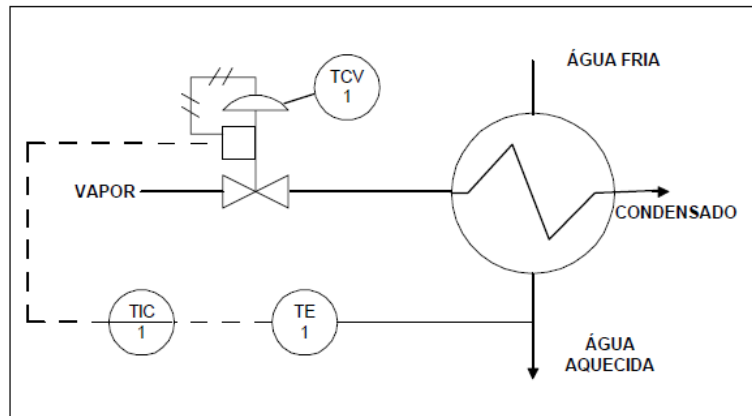 TCV
1
ÁGUA FRIA
VAPOR
CONDENSADO
TIC
1
TE
1
ÁGUA
AQUECIDA